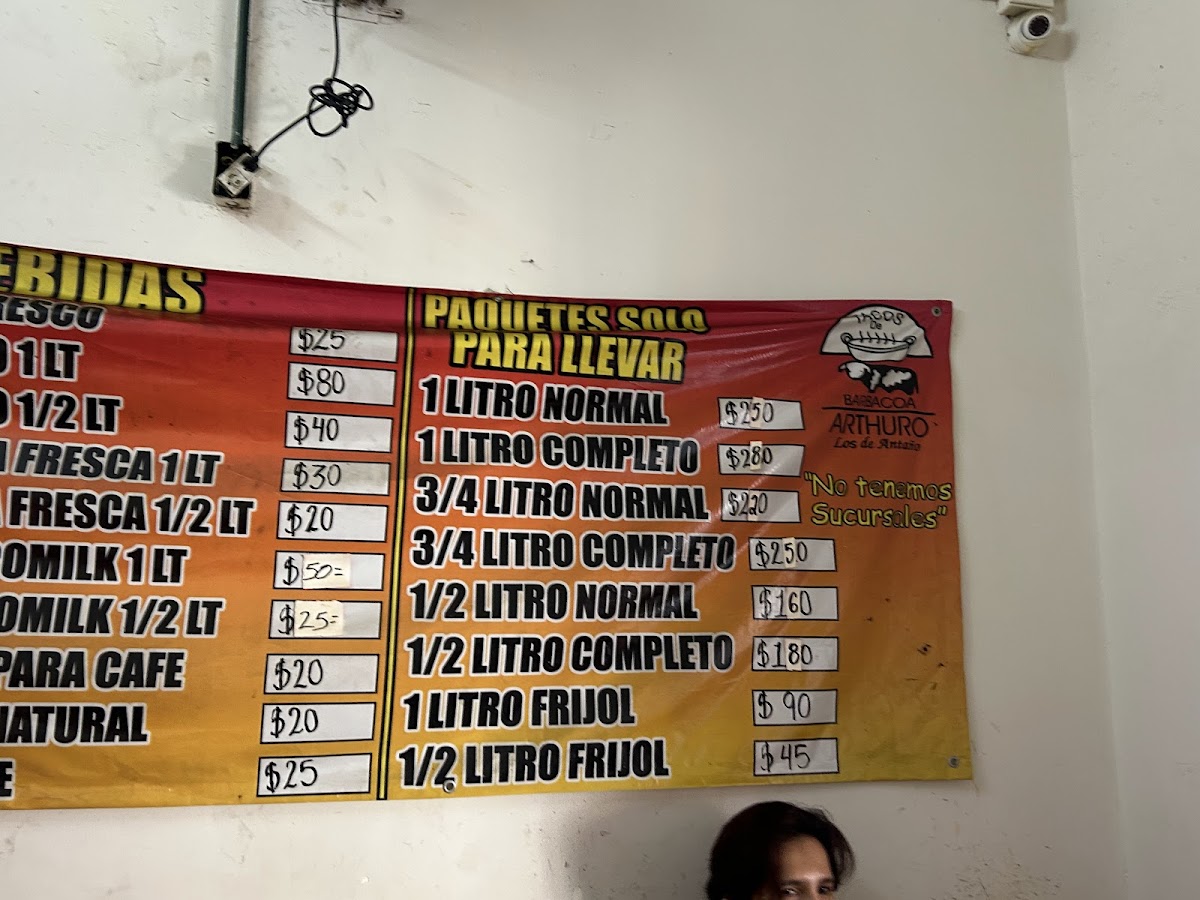 EBIDAS
RESCO $25
O 1 LT $80
O 1/2 LT $40
A FRESCA 1 LT $30
A FRESCA 1/2 LT $20
OMILK 1 LT $50=
OMILK 1/2 LT $25=
PARA CAFE $20
NATURAL $20
E $25
PAQUETES SOLO
PARA LLEVAR
1 LITRO NORMAL $250
1 LITRO COMPLETO $280
3/4 LITRO NORMAL $220
3/4 LITRO COMPLETO $250
1/2 LITRO NORMAL $160
1/2 LITRO COMPLETO $180
1 LITRO FRIJOL $90
1/2 LITRO FRIJOL $45
TACOS
De
BARBACOA
ARTHURO
Los de Antaño
"No tenemos
Sucursales"